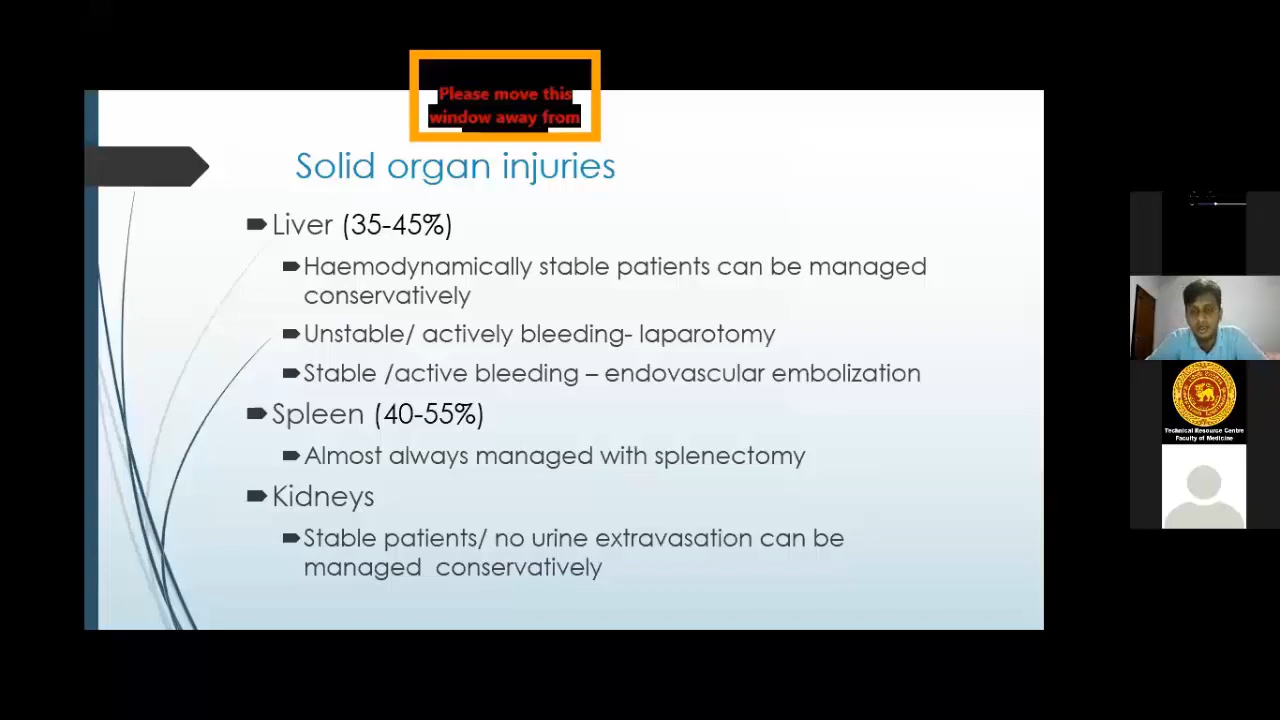 Please move this
window away from
Solid organ injuries
Liver (35-45%)
Haemodynamically stable patients can be managed
conservatively
Unstable/ actively bleeding- laparotomy
Stable /active bleeding – endovascular embolization
Spleen (40-55%)
Almost always managed with splenectomy
Kidneys
Stable patients/ no urine extravasation can be
managed  conservatively
Technical Resource Centre
Faculty of Medicine